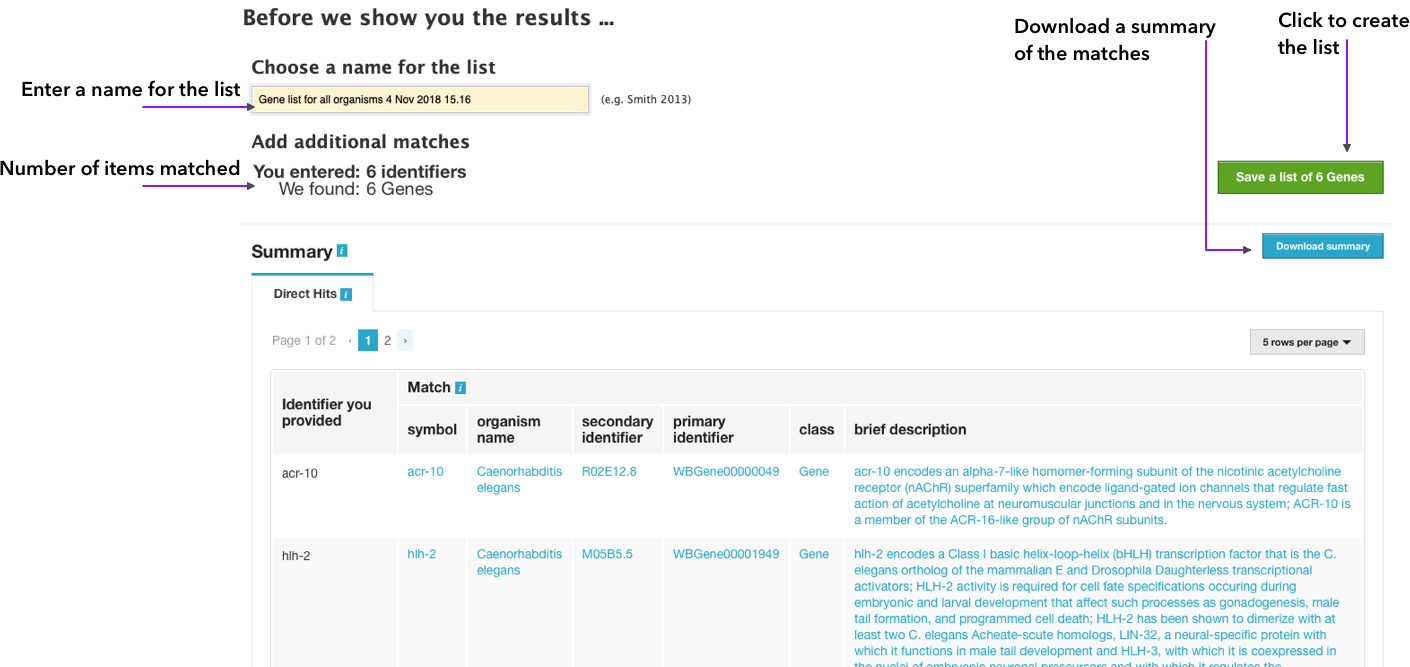 Before we show you the results ...
Download a summary
of the matches
Click to create
the list
Choose a name for the list
Enter a name for the list
Gene list for all organisms 4 Nov 2018 15.16
(e.g. Smith 2013)
Add additional matches
Number of items matched
You entered: 6 identifiers
We found: 6 Genes
Save a list of 6 Genes
Summary i
Download summary
Direct Hits i
Page 1 of 2 ‹ 1 2 ›
5 rows per page
Identifier you
provided
Match i
symbol
organism
name
secondary
identifier
primary
identifier
class
brief description
acr-10
acr-10
Caenorhabditis
elegans
R02E12.8
WBGene00000049
Gene
acr-10 encodes an alpha-7-like homomer-forming subunit of the nicotinic acetylcholine
receptor (nAChR) superfamily which encode ligand-gated ion channels that regulate fast
action of acetylcholine at neuromuscular junctions and in the nervous system; ACR-10 is
a member of the ACR-16-like group of nAChR subunits.
hlh-2
hlh-2
Caenorhabditis
elegans
M05B5.5
WBGene00001949
Gene
hlh-2 encodes a Class I basic helix-loop-helix (bHLH) transcription factor that is the C.
elegans ortholog of the mammalian E and Drosophila Daughterless transcriptional
activators; HLH-2 activity is required for cell fate specifications occuring during
embryonic and larval development that affect such processes as gonadogenesis, male
tail formation, and programmed cell death; HLH-2 has been shown to dimerize with at
least two C. elegans Acheate-scute homologs, LIN-32, a neural-specific protein with
which it functions in male tail development and HLH-3, with which it is coexpressed in
the nuclei of embryonic neuronal precursors and with which it regulates the